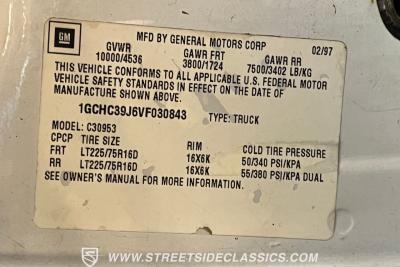 GM
MFD BY GENERAL MOTORS CORP
02/97
GVWR GAWR FRT GAWR RR
10000/4536 3800/1724 7500/3402 LB/KG
THIS VEHICLE CONFORMS TO ALL APPLICABLE U.S. FEDERAL MOTOR
VEHICLE SAFETY STANDARDS IN EFFECT ON THE DATE OF
MANUFACTURE SHOWN ABOVE.
1GCHC39J6VF030843 TYPE: TRUCK
MODEL: C30953
CPCP TIRE SIZE RIM COLD TIRE PRESSURE
FRT LT225/75R16D 16X6K 50/340 PSI/KPA
RR LT225/75R16D 16X6K 55/380 PSI/KPA DUAL
SEE OWNER'S MANUAL FOR MORE INFORMATION.
WWW.STREETSIDECLASSICS.COM